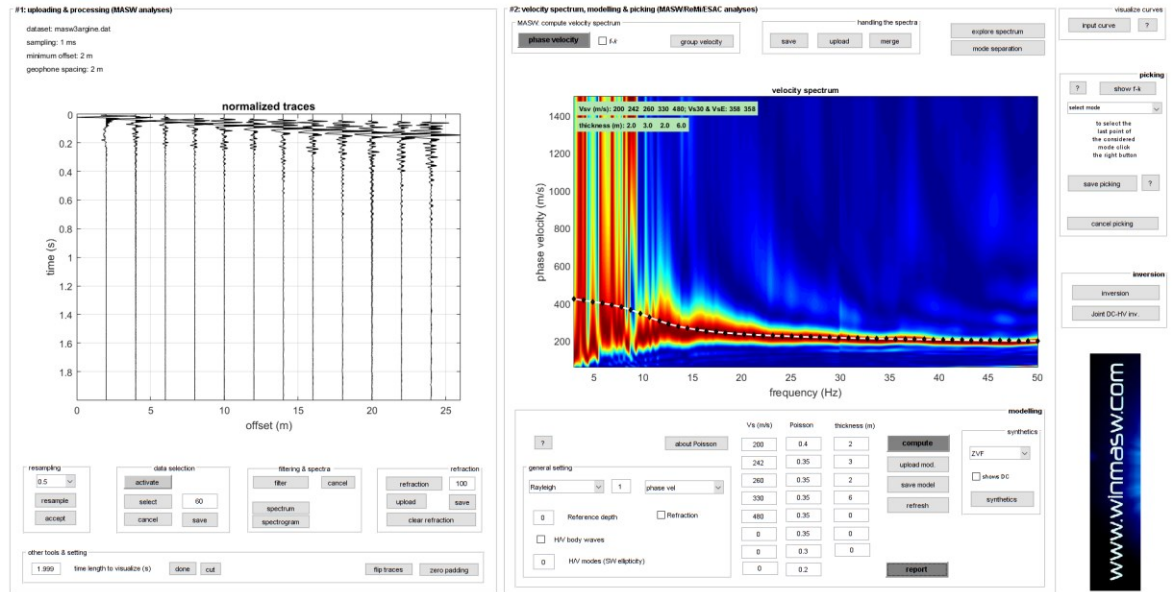 #1: uploading & processing (MASW analyses)
dataset: masw3argine.dat
sampling: 1 ms
minimum offset: 2 m
geophone spacing: 2 m
normalized traces
0
0.2
0.4
0.6
0.8
1
1.2
1.4
1.6
1.8
time (s)
0 5 10 15 20 25
offset (m)
resampling
0.5
resample
accept
data selection
activate
select 60
cancel save
filtering & spectra
filter cancel
spectrum
spectrogram
refraction
refraction 100
upload save
clear refraction
other tools & setting
1.999 time length to visualize (s) done cut flip traces zero padding
#2: velocity spectrum, modelling & picking (MASW/ReMi/ESAC analyses)
MASW: compute velocity spectrum
phase velocity f-k group velocity
handling the spectra
save upload merge
explore spectrum
mode separation
velocity spectrum
Vsv (m/s): 200 242 260 330 480; Vs30 & VsE: 358 358
thickness (m): 2.0 3.0 2.0 6.0
1400
1200
1000
800
600
400
200
phase velocity (m/s)
5 10 15 20 25 30 35 40 45 50
frequency (Hz)
modelling
? about Poisson
general setting
Rayleigh 1 phase vel
0 Reference depth Refraction
H/V body waves
0 H/V modes (SW ellipticity)
Vs (m/s) Poisson thickness (m)
200 0.4 2
242 0.35 3
260 0.35 2
330 0.35 6
480 0.35 0
0 0.35 0
0 0.3 0
0 0.2
compute
upload mod.
save model
refresh
report
synthetics
ZVF
shows DC
synthetics
visualize curves
input curve ?
picking
? show f-k
select mode
to select the
last point of
the considered
mode click
the right button
save picking ?
cancel picking
inversion
inversion
Joint DC-HV inv.
www.winmasw.com